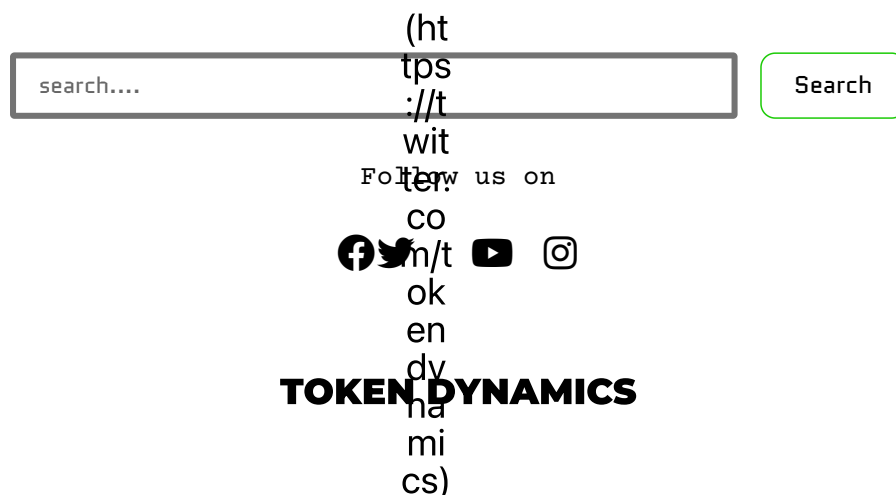 (ht
tps
search....
Search
://t
wit
Follow us on
ter.
co
m/t
ok
en
dy
TOKEN DYNAMICS
na
mi
cs)